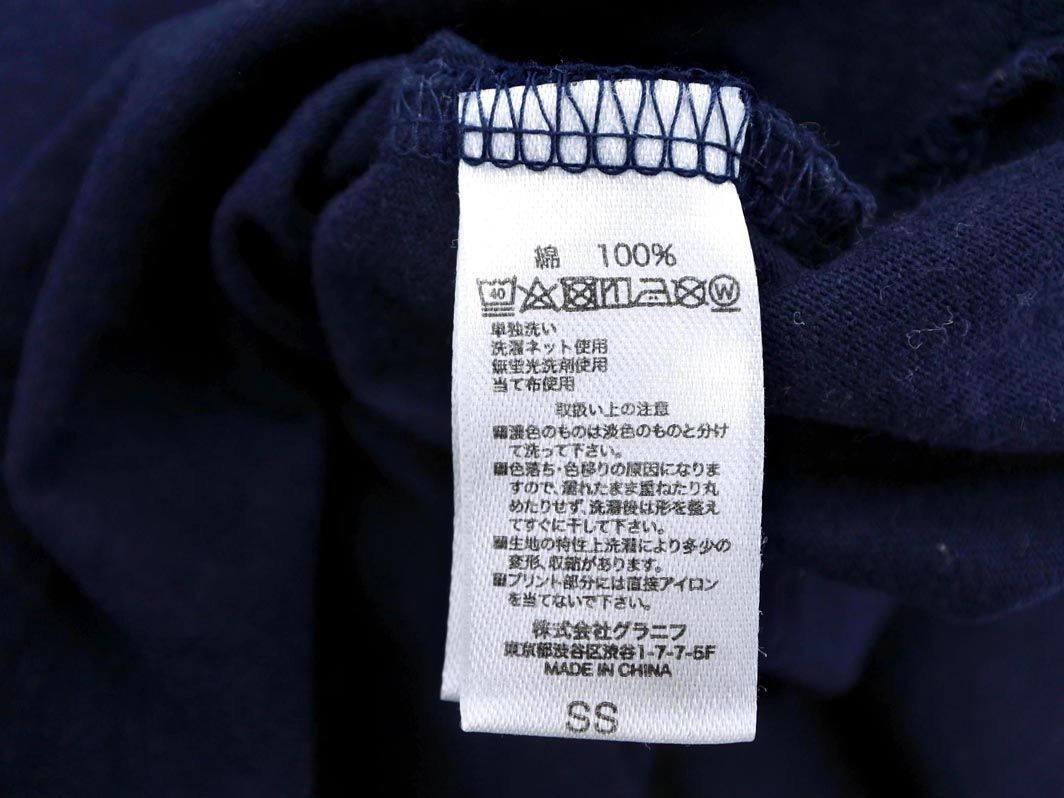 綿 100%
40 W
単独洗い
洗濯ネット使用
無蛍光洗剤使用
当て布使用
取扱い上の注意
■濃色のものは淡色のものと分け
て洗って下さい。
■色落ち・色移りの原因になりま
すので、濡れたまま重ねたり丸
めたりせず、洗濯後は形を整え
てすぐに干して下さい。
■生地の特性上洗濯により多少の
変形、収縮があります。
■プリント部分には直接アイロン
を当てないで下さい。
株式会社グラニフ
東京都渋谷区渋谷1-7-7-5F
MADE IN CHINA
SS